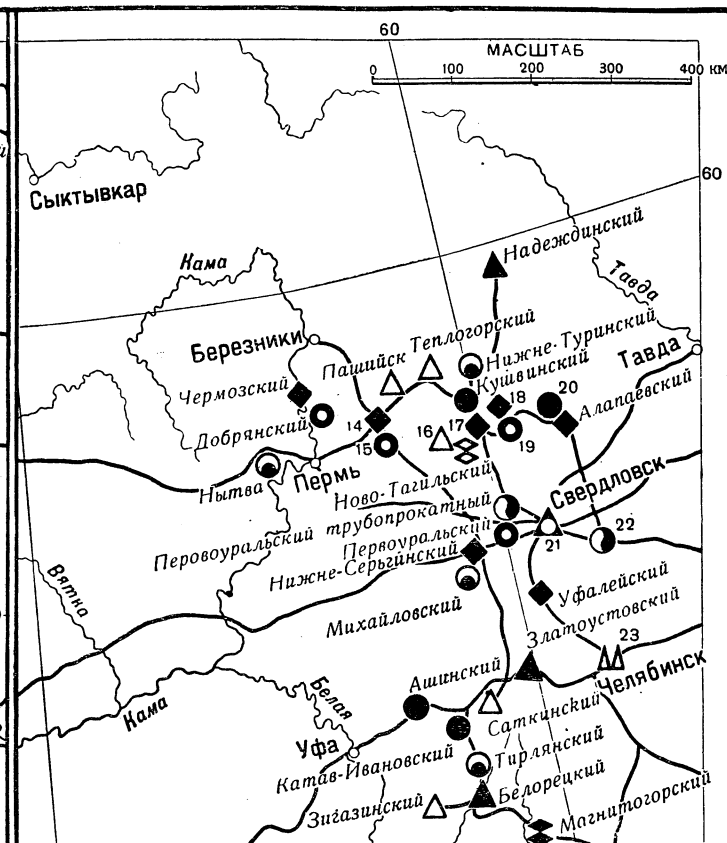 60
МАСШТАБ
0 100 200 300 400 км
й
60
Сыктывкар
Надеждинский
Кама
Тавда
Березники
Пашийск
Теплогорский
Нижне-Туринский
Кушвинский
Тавда
Чермозский
18
20
Алапаевский
Добрянский
14
15
16
17
19
Нытва
Пермь
Ново-Тагильский
Свердловск
Перовоуральский трубопрокатный
Первоуральский
21
22
Нижне-Сергинский
Вятка
Михайловский
Уфалейский
Златоустовский
23
Челябинск
Ашинский
Белая
Кама
Саткинский
Уфа
Катав-Ивановский
Тирлянский
Зигазинский
Белорецкий
Магнитогорский